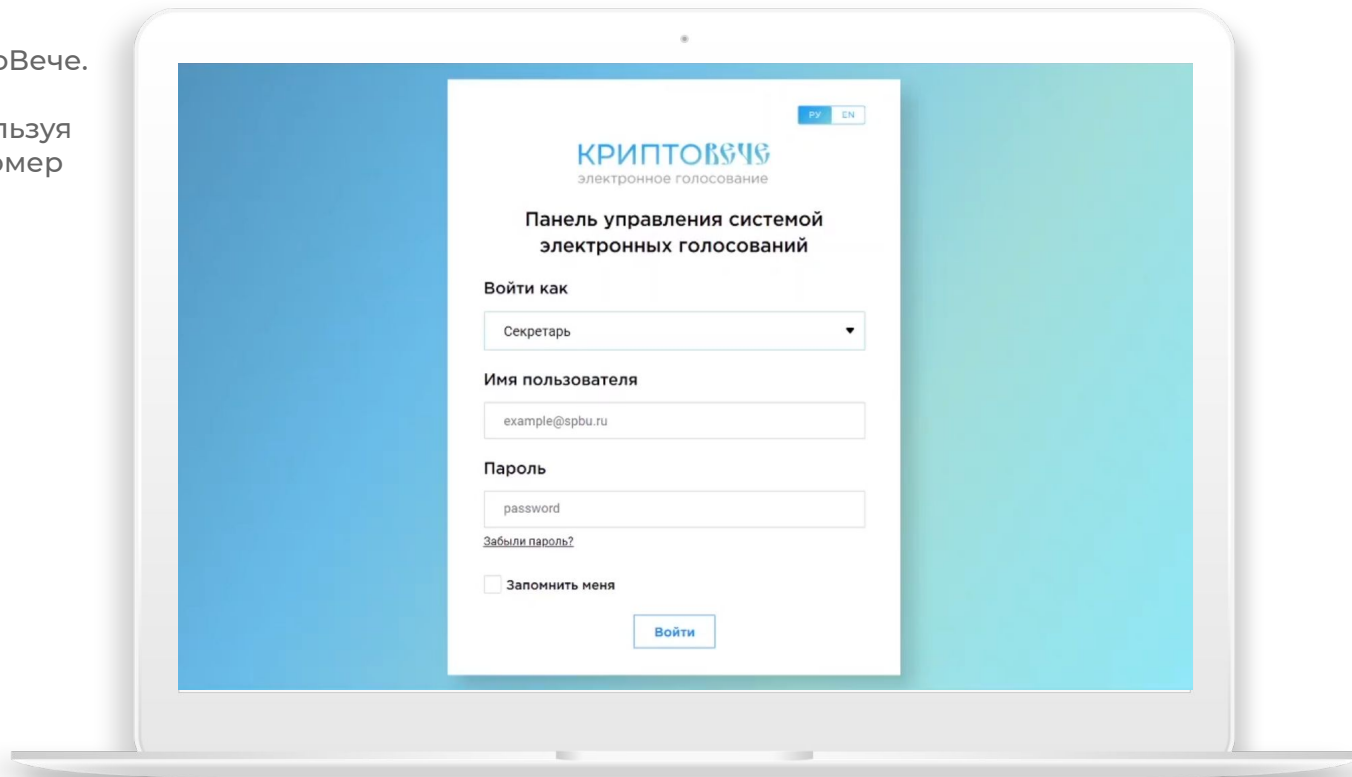 оВече.
льзуя
омер
РУ EN
КРИПТОВЕЧЕ
электронное голосование
Панель управления системой
электронных голосований
Войти как
Секретарь
Имя пользователя
example@spbu.ru
Пароль
password
Забыли пароль?
Запомнить меня
Войти